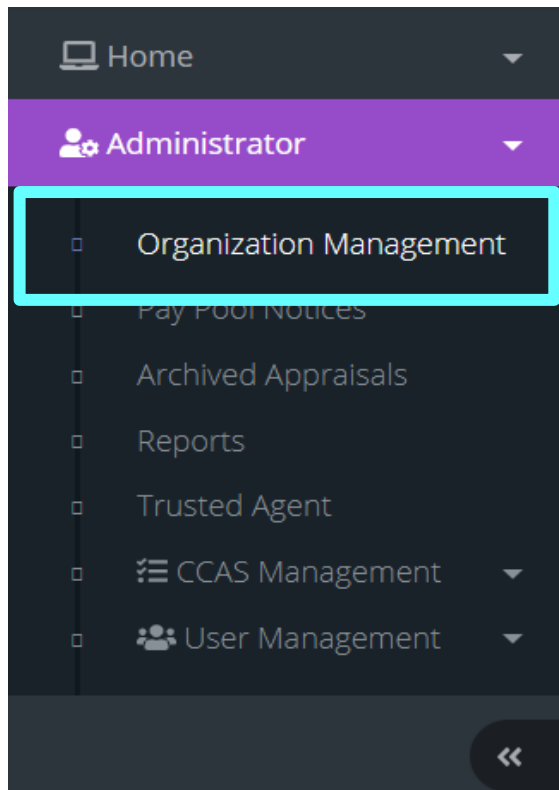 Home
Administrator
Organization Management
Pay Pool Notices
Archived Appraisals
Reports
Trusted Agent
CCAS Management
User Management